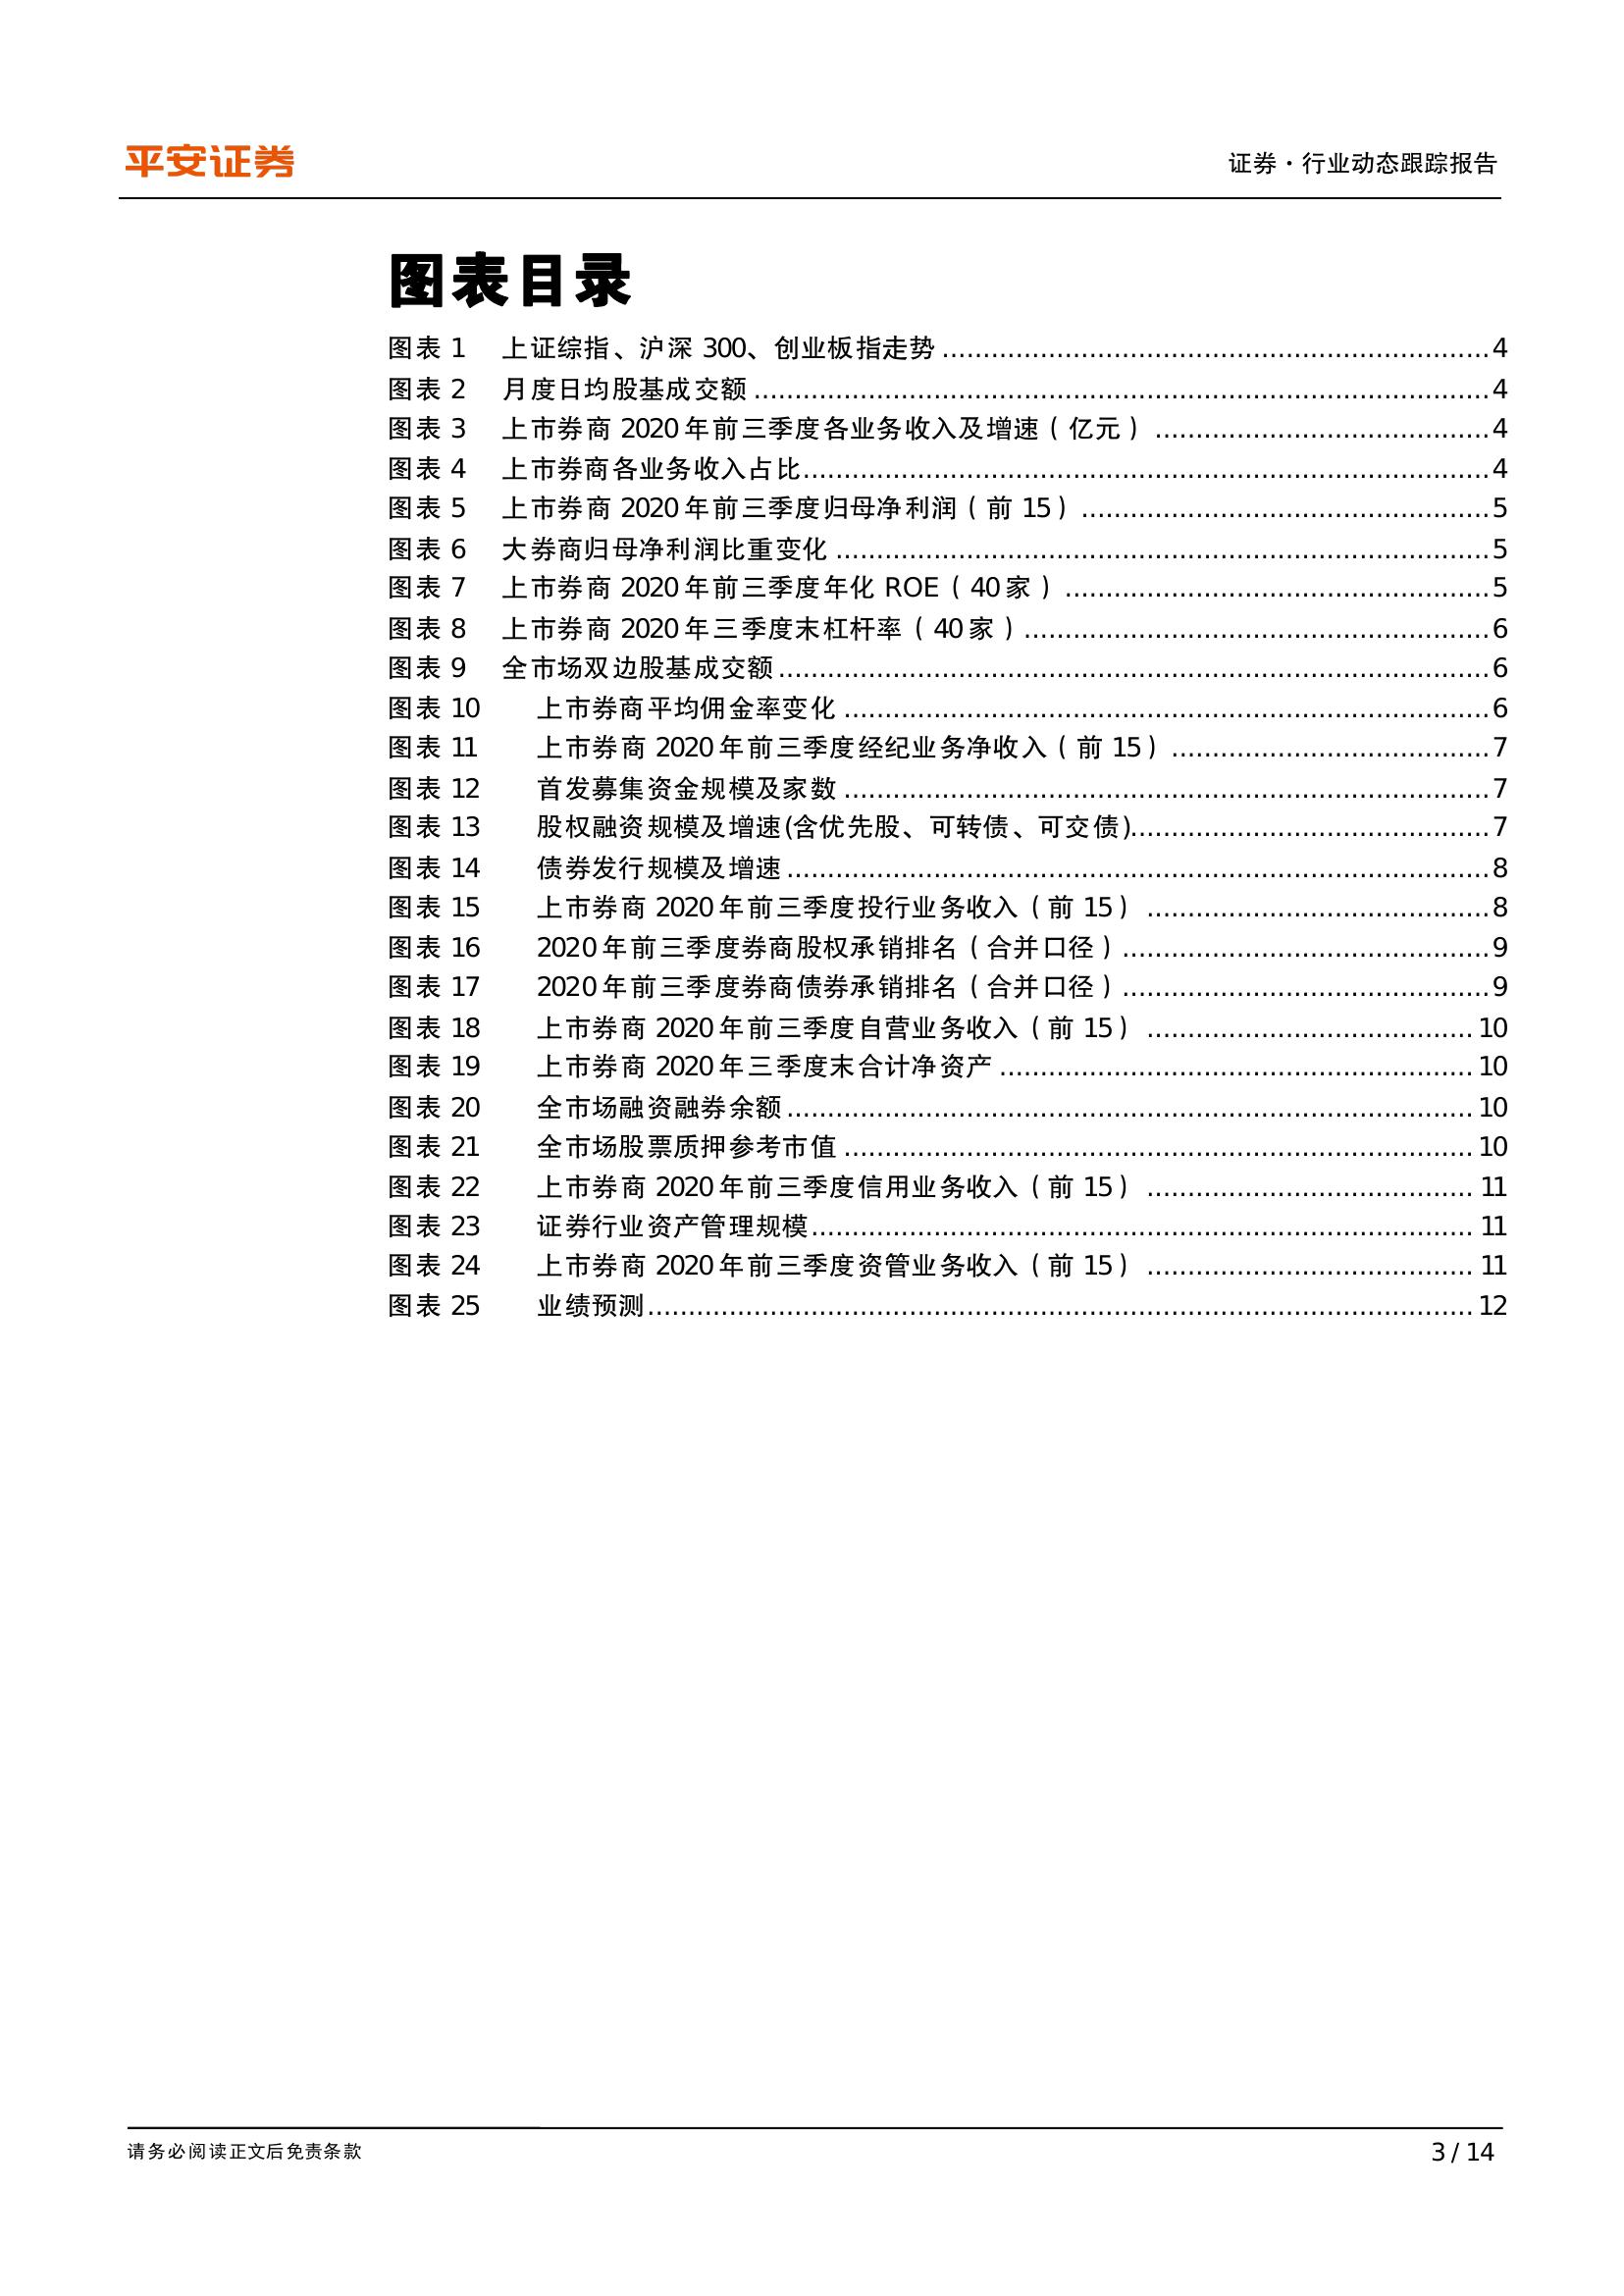 平安证券
证券·行业动态跟踪报告
图表目录
图表 1 上证综指、沪深 300、创业板指走势 4
图表 2 月度日均股基成交额 4
图表 3 上市券商 2020 年前三季度各业务收入及增速（亿元） 4
图表 4 上市券商各业务收入占比 4
图表 5 上市券商 2020 年前三季度归母净利润（前 15） 5
图表 6 大券商归母净利润比重变化 5
图表 7 上市券商 2020 年前三季度年化 ROE（40 家） 5
图表 8 上市券商 2020 年三季度末杠杆率（40 家） 6
图表 9 全市场双边股基成交额 6
图表 10 上市券商平均佣金率变化 6
图表 11 上市券商 2020 年前三季度经纪业务净收入（前 15） 7
图表 12 首发募集资金规模及家数 7
图表 13 股权融资规模及增速(含优先股、可转债、可交债) 7
图表 14 债券发行规模及增速 8
图表 15 上市券商 2020 年前三季度投行业务收入（前 15） 8
图表 16 2020 年前三季度券商股权承销排名（合并口径） 9
图表 17 2020 年前三季度券商债券承销排名（合并口径） 9
图表 18 上市券商 2020 年前三季度自营业务收入（前 15） 10
图表 19 上市券商 2020 年三季度末合计净资产 10
图表 20 全市场融资融券余额 10
图表 21 全市场股票质押参考市值 10
图表 22 上市券商 2020 年前三季度信用业务收入（前 15） 11
图表 23 证券行业资产管理规模 11
图表 24 上市券商 2020 年前三季度资管业务收入（前 15） 11
图表 25 业绩预测 12
请务必阅读正文后免责条款
3 / 14